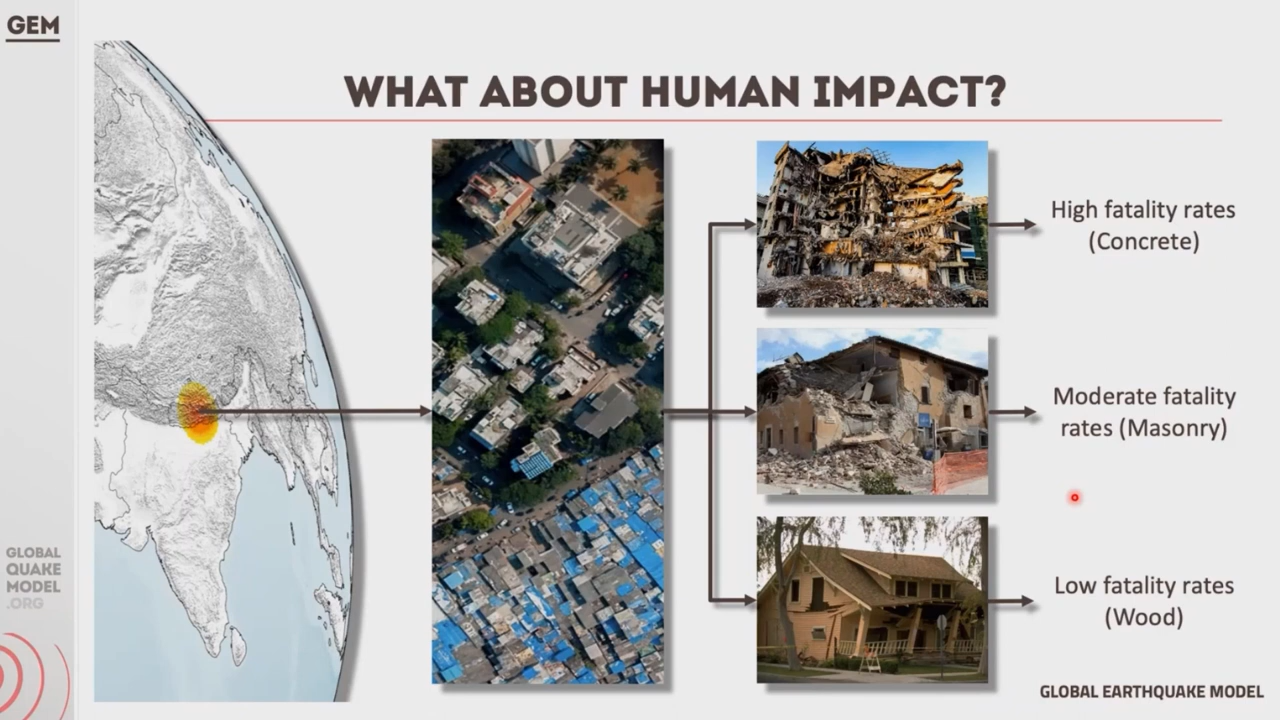 GEM
WHAT ABOUT HUMAN IMPACT?
High fatality rates
(Concrete)
Moderate fatality
rates (Masonry)
Low fatality rates
(Wood)
GLOBAL
QUAKE
MODEL
.ORG
GLOBAL EARTHQUAKE MODEL